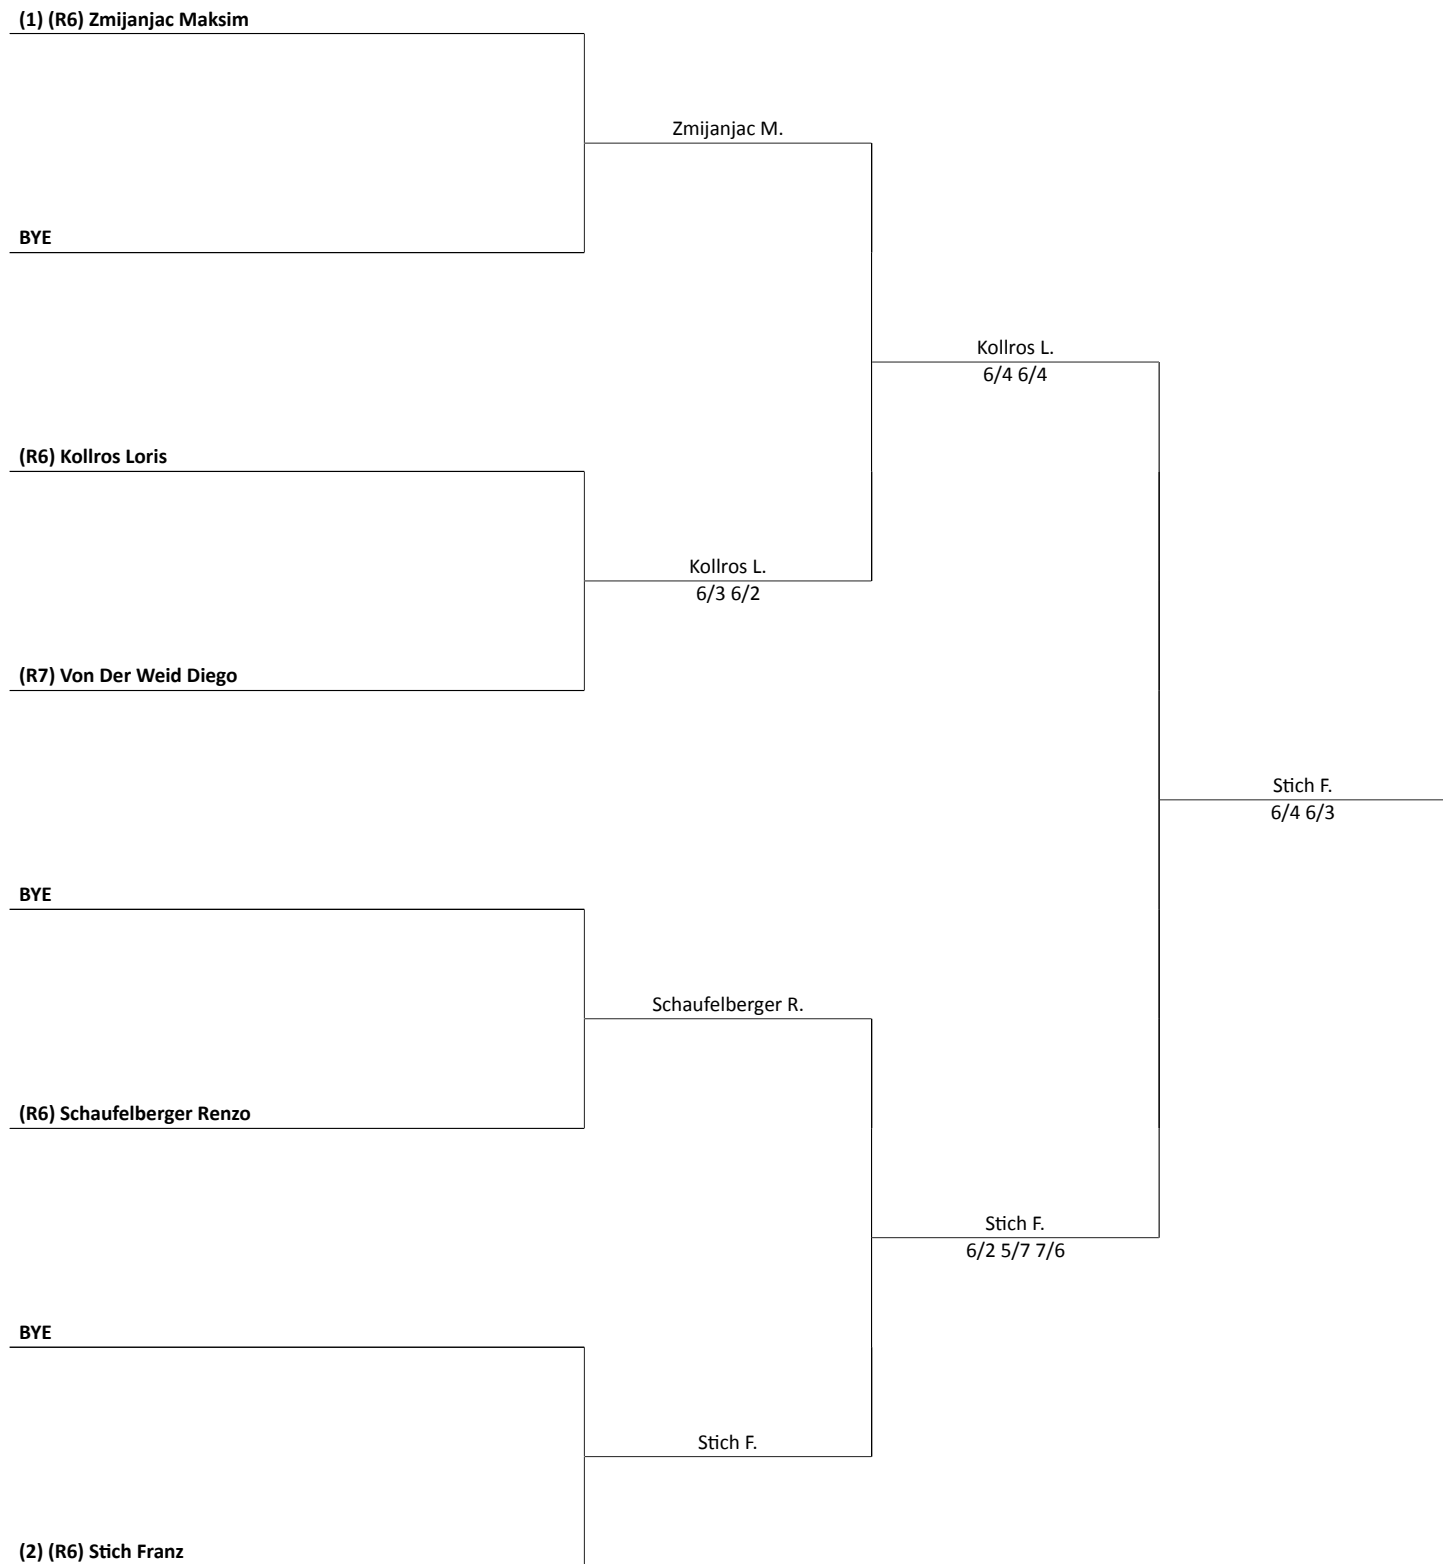 (1) (R6) Zmijanjac Maksim
Zmijanjac M.
BYE
Kollros L.
6/4 6/4
(R6) Kollros Loris
Kollros L.
6/3 6/2
(R7) Von Der Weid Diego
Stich F.
6/4 6/3
BYE
Schaufelberger R.
(R6) Schaufelberger Renzo
Stich F.
6/2 5/7 7/6
BYE
Stich F.
(2) (R6) Stich Franz